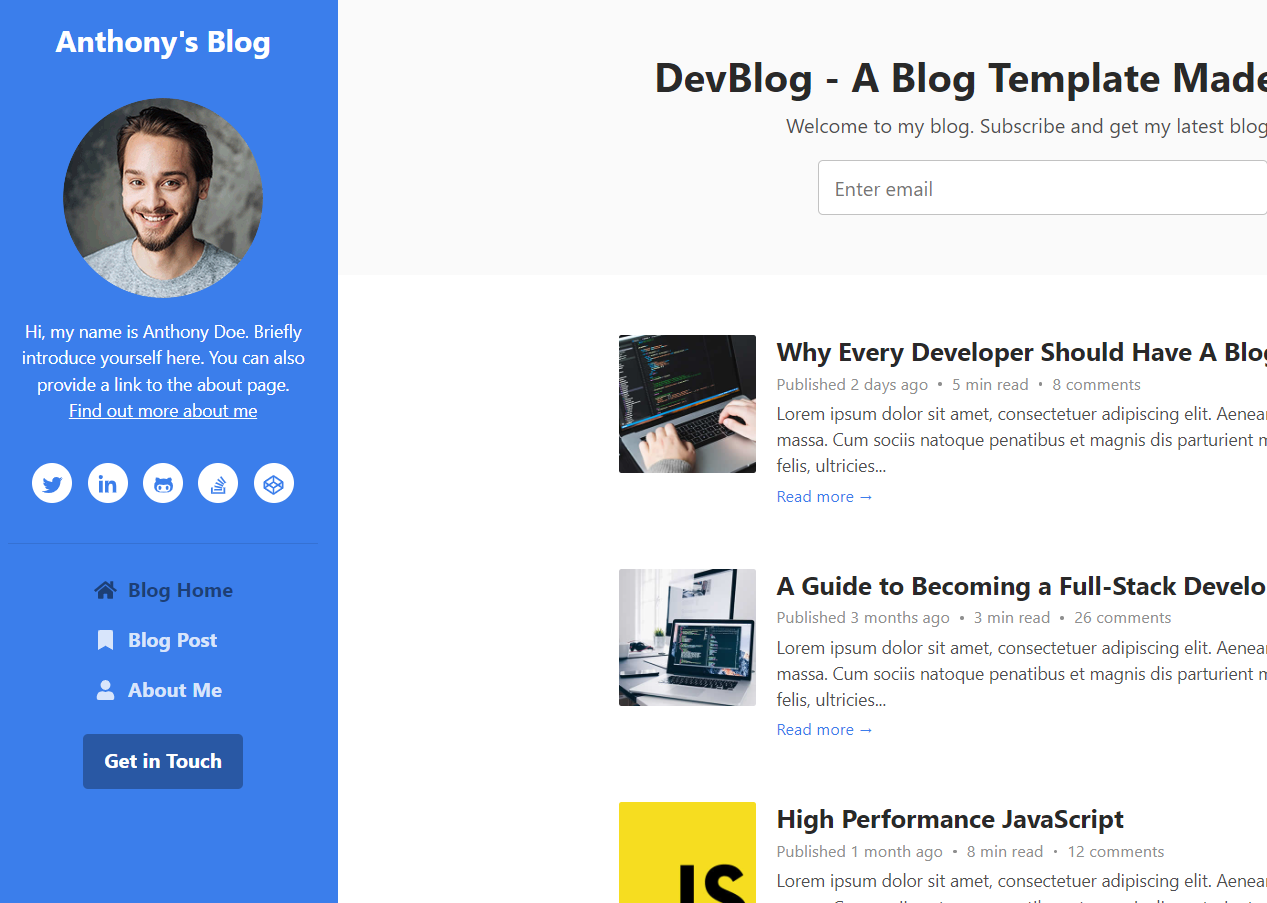 Anthony's Blog
Hi, my name is Anthony Doe. Briefly
introduce yourself here. You can also
provide a link to the about page.
Find out more about me
Blog Home
Blog Post
About Me
Get in Touch
DevBlog - A Blog Template Made
Welcome to my blog. Subscribe and get my latest blog
Enter email
Why Every Developer Should Have A Blog
Published 2 days ago • 5 min read • 8 comments
Lorem ipsum dolor sit amet, consectetuer adipiscing elit. Aenean
massa. Cum sociis natoque penatibus et magnis dis parturient m
felis, ultricies...
Read more →
A Guide to Becoming a Full-Stack Develo
Published 3 months ago • 3 min read • 26 comments
Lorem ipsum dolor sit amet, consectetuer adipiscing elit. Aenean
massa. Cum sociis natoque penatibus et magnis dis parturient m
felis, ultricies...
Read more →
High Performance JavaScript
Published 1 month ago • 8 min read • 12 comments
JS
Lorem ipsum dolor sit amet, consectetuer adipiscing elit. Aenean